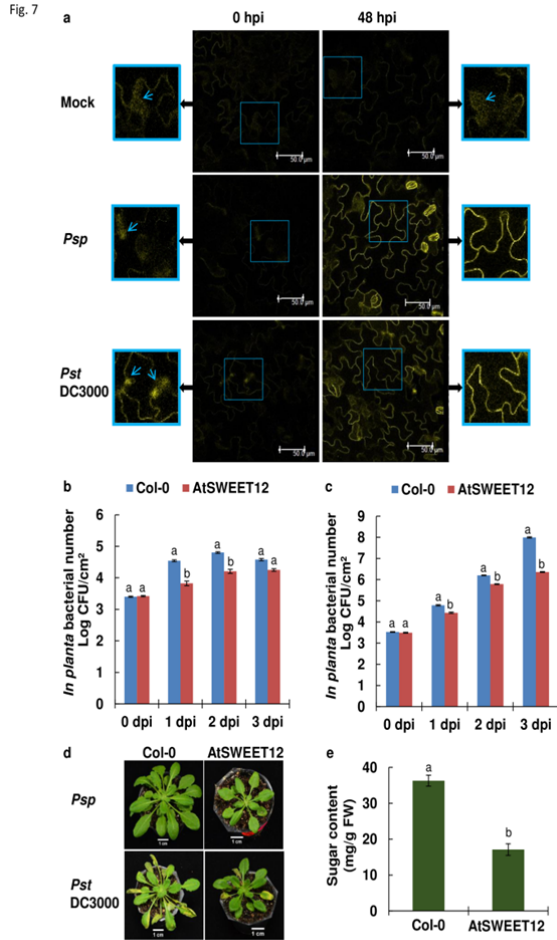 Fig. 7
a
0 hpi
48 hpi
Mock
50.0 µm
50.0 µm
Psp
50.0 µm
50.0 µm
Pst
DC3000
50.0 µm
50.0 µm
b
Col-0
AtSWEET12
In planta bacterial number
Log CFU/cm²
6
5
4
3
2
1
0
a a
a
b
a
b
a
b
0 dpi
1 dpi
2 dpi
3 dpi
c
Col-0
AtSWEET12
In planta bacterial number
Log CFU/cm²
9
8
7
6
5
4
3
2
1
0
a a
a
b
a
b
a
b
0 dpi
1 dpi
2 dpi
3 dpi
d
Col-0
AtSWEET12
Psp
1 cm
1 cm
Pst
DC3000
1 cm
1 cm
e
Sugar content
(mg/g FW)
40
30
20
10
0
a
b
Col-0
AtSWEET12